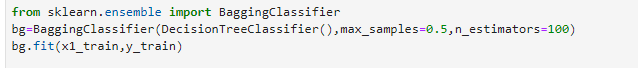 from sklearn.ensemble import BaggingClassifier
bg=BaggingClassifier(DecisionTreeClassifier(),max_samples=0.5,n_estimators=100)
bg.fit(x1_train,y_train)